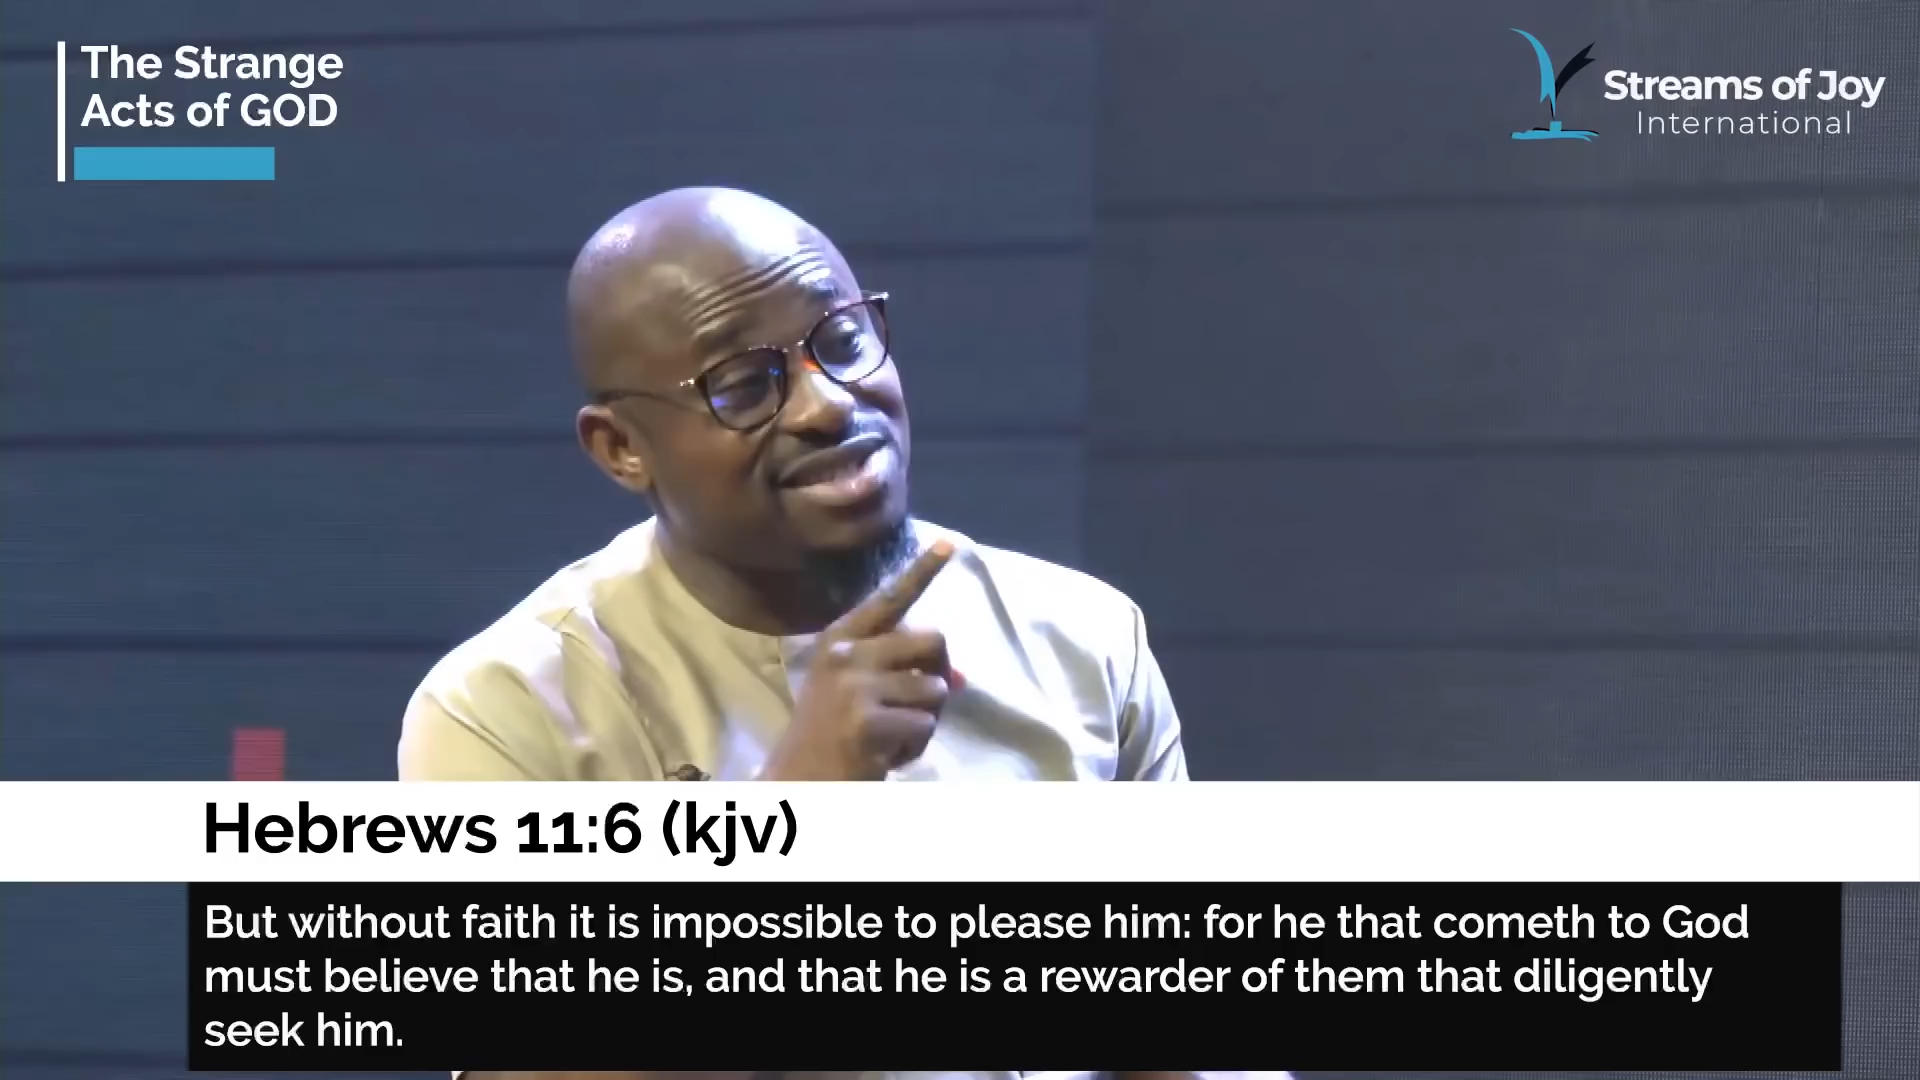 The Strange
Acts of GOD
Streams of Joy
International
Hebrews 11:6 (kjv)
But without faith it is impossible to please him: for he that cometh to God
must believe that he is, and that he is a rewarder of them that diligently
seek him.